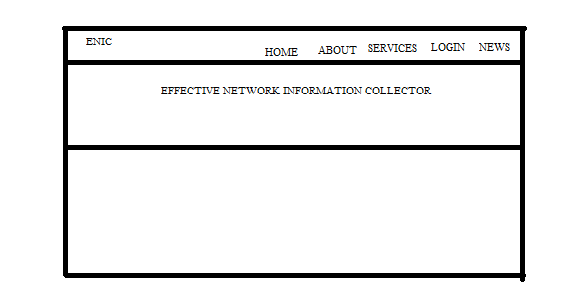 ENIC HOME ABOUT SERVICES LOGIN NEWS
EFFECTIVE NETWORK INFORMATION COLLECTOR